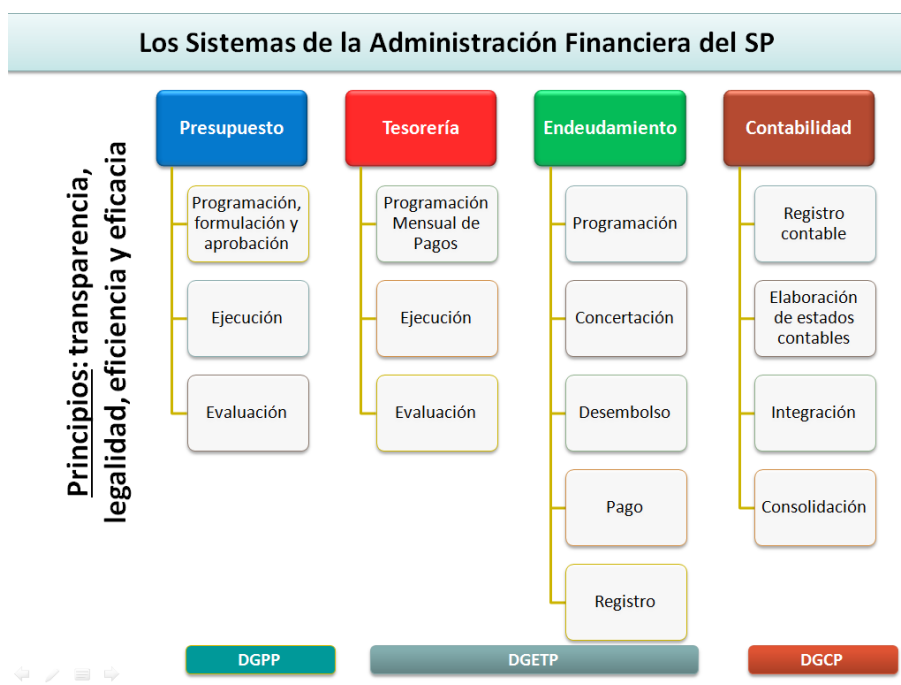 Los Sistemas de la Administración Financiera del SP
Principios: transparencia,
legalidad, eficiencia y eficacia
Presupuesto
Programación,
formulación y
aprobación
Ejecución
Evaluación
Tesorería
Programación
Mensual de
Pagos
Ejecución
Evaluación
Endeudamiento
Programación
Concertación
Desembolso
Pago
Registro
Contabilidad
Registro
contable
Elaboración
de estados
contables
Integración
Consolidación
DGPP
DGETP
DGCP